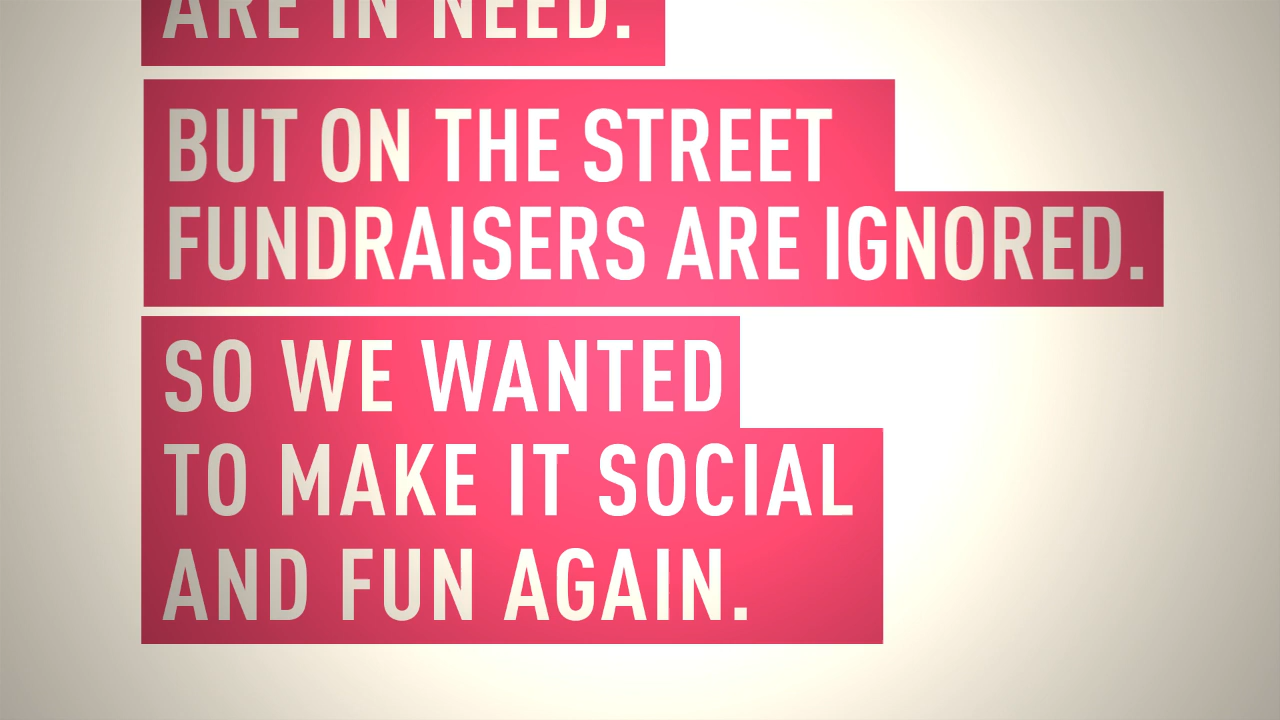 ARE IN NEED.
BUT ON THE STREET
FUNDRAISERS ARE IGNORED.
SO WE WANTED
TO MAKE IT SOCIAL
AND FUN AGAIN.